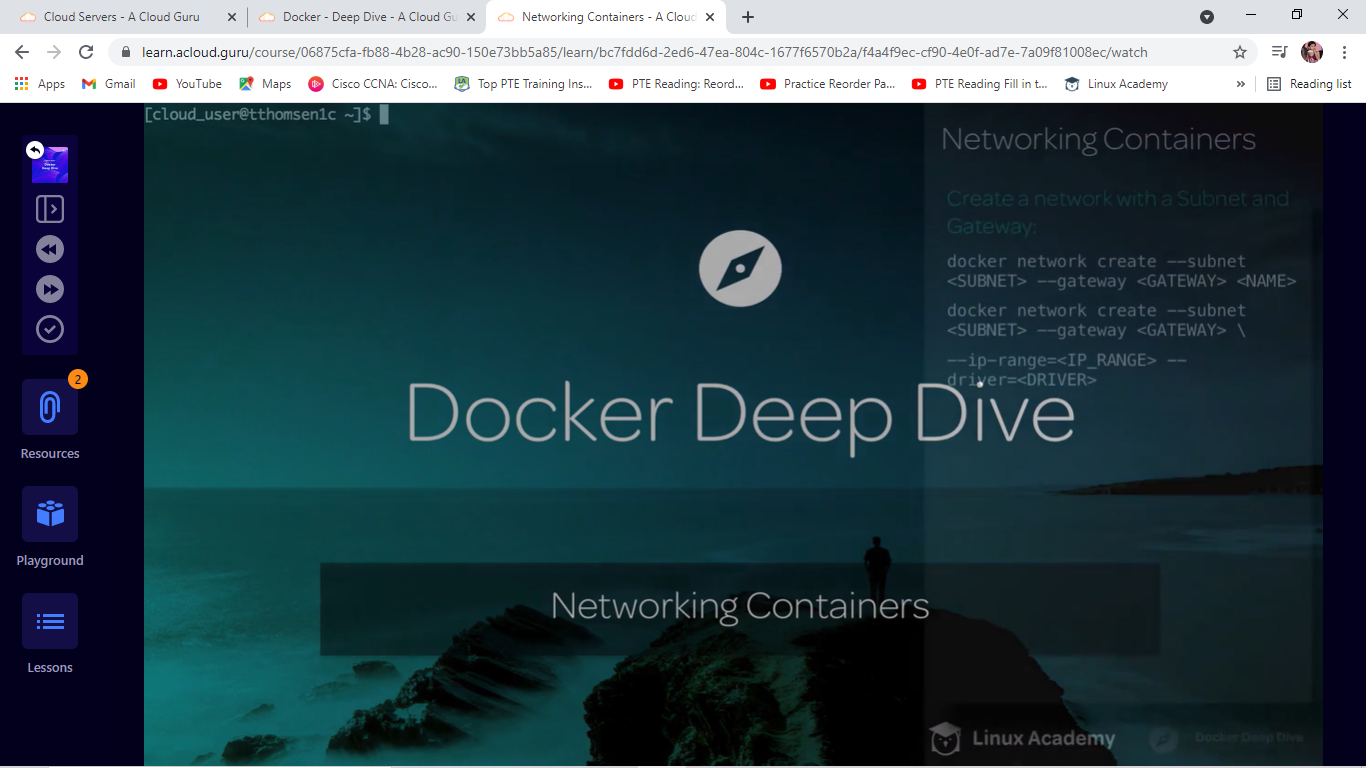 Cloud Servers - A Cloud Guru
Docker - Deep Dive - A Cloud Gu
Networking Containers - A Cloud
learn.acloud.guru/course/06875cfa-fb88-4b28-ac90-150e73bb5a85/learn/bc7fdd6d-2ed6-47ea-804c-1677f6570b2a/f4a4f9ec-cf90-4e0f-ad7e-7a09f81008ec/watch
Apps Gmail YouTube Maps Cisco CCNA: Cisco... Top PTE Training Ins... PTE Reading: Reord... Practice Reorder Pa... PTE Reading Fill in t... Linux Academy » Reading list
[cloud_user@tthomsen1c ~]$
Networking Containers
Create a network with a Subnet and
Gateway:
docker network create --subnet
<SUBNET> --gateway <GATEWAY> <NAME>
docker network create --subnet
<SUBNET> --gateway <GATEWAY> \
--ip-range=<IP_RANGE> --
driver=<DRIVER>
Docker Deep Dive
Networking Containers
Linux Academy
Docker Deep Dive
Docker
Deep Dive
2
Resources
Playground
Lessons